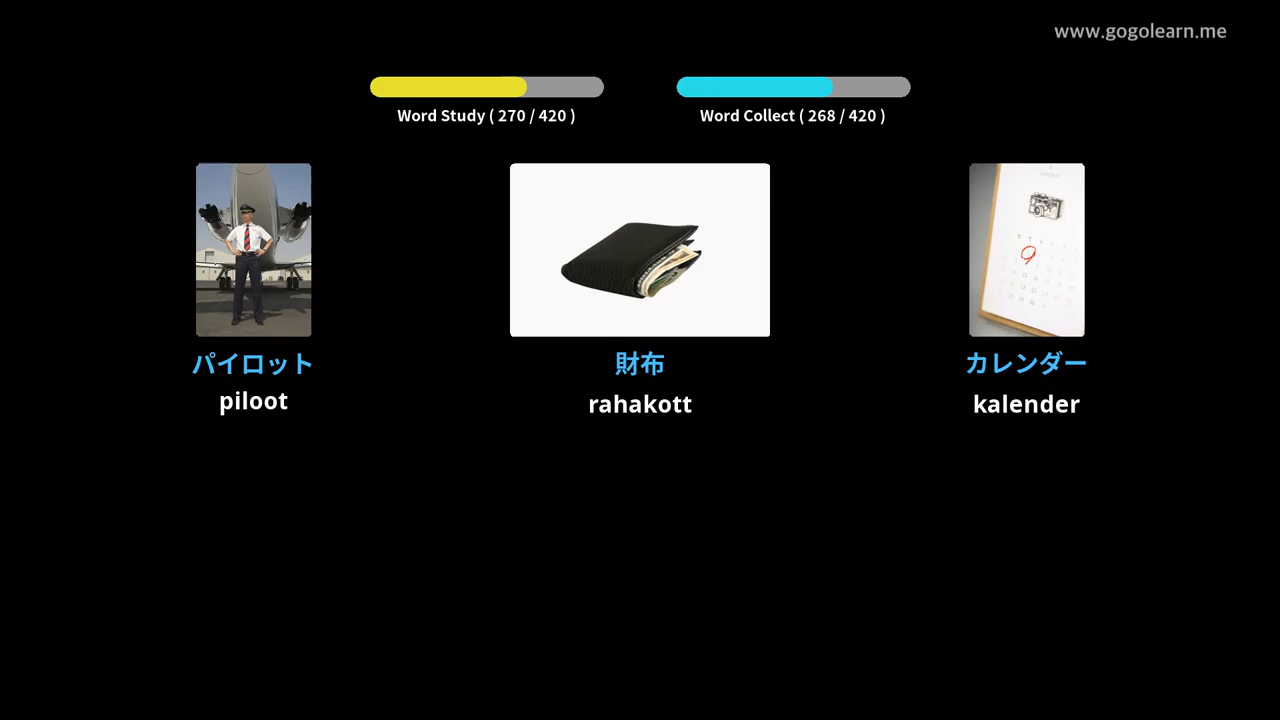 www.gogolearn.me
Word Study ( 270 / 420 )
Word Collect ( 268 / 420 )
パイロット
財布
カレンダー
piloot
rahakott
kalender